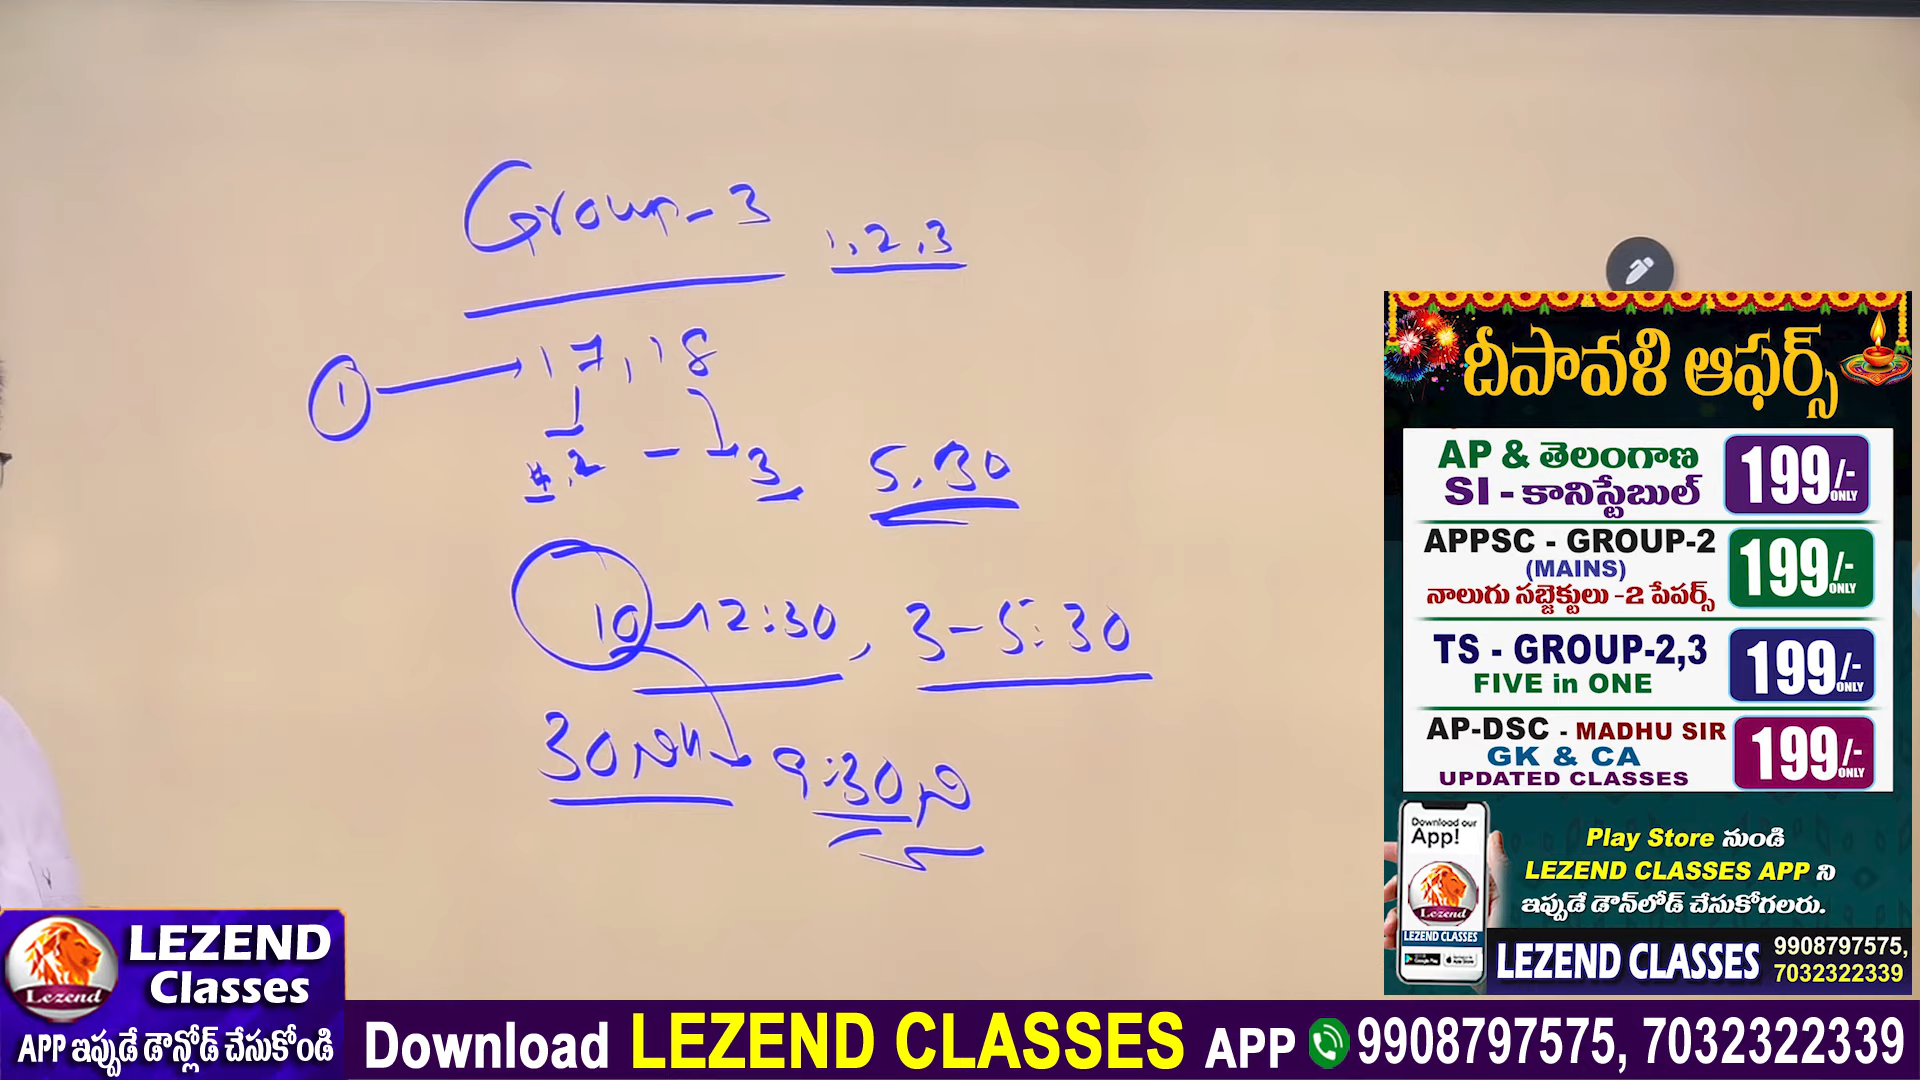 Group-3
1,2,3
1 → 17, 18
1,2 - 3
5.30
10-12:30, 3-5:30
30 ని॥
9:30 ని
దీపావళి ఆఫర్స్
AP & తెలంగాణ
SI - కానిస్టేబుల్
199/- ONLY
APPSC - GROUP-2
(MAINS)
నాలుగు సబ్జెక్టులు -2 పేపర్స్
199/- ONLY
TS - GROUP-2,3
FIVE in ONE
199/- ONLY
AP-DSC - MADHU SIR
GK & CA
UPDATED CLASSES
199/- ONLY
Download our
App!
Lezend
LEZEND CLASSES
Play Store నుండి
LEZEND CLASSES APP ని
ఇప్పుడే డౌన్‌లోడ్ చేసుకోగలరు.
LEZEND CLASSES
9908797575,
7032322339
Lezend
LEZEND
Classes
APP ఇప్పుడే డౌన్లోడ్ చేసుకోండి
Download LEZEND CLASSES APP 9908797575, 7032322339